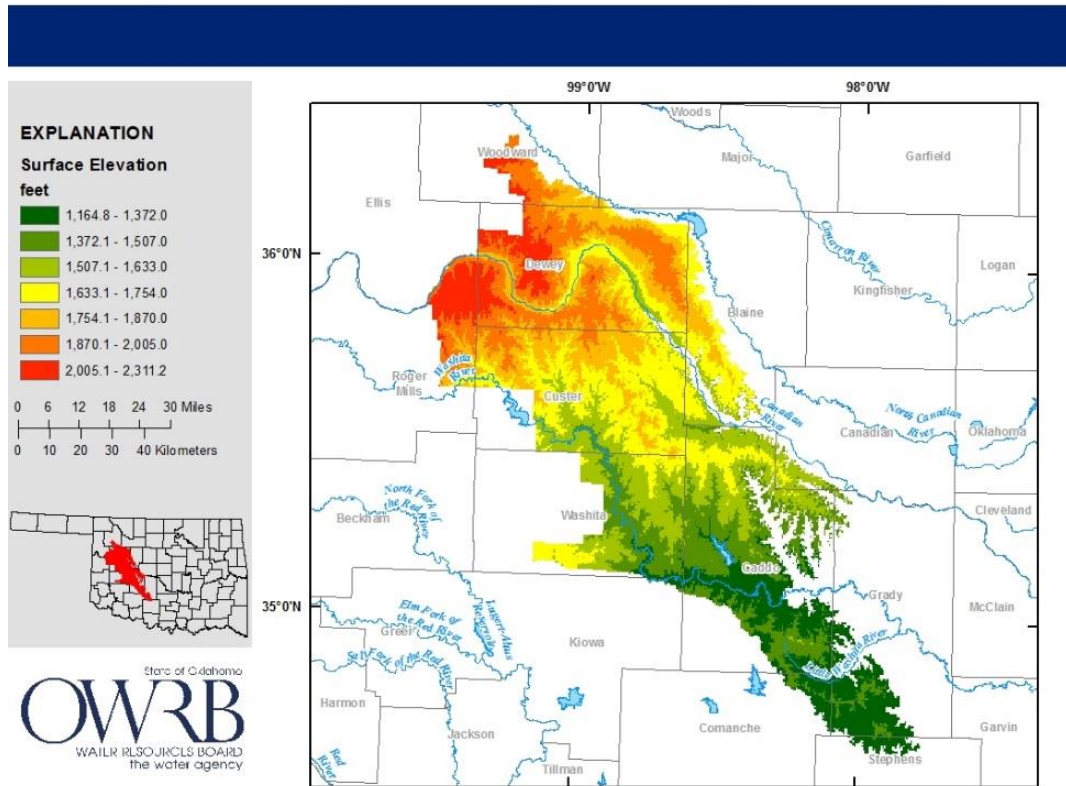 EXPLANATION
Surface Elevation
feet
1,164.8 - 1,372.0
1,372.1 - 1,507.0
1,507.1 - 1,633.0
1,633.1 - 1,754.0
1,754.1 - 1,870.0
1,870.1 - 2,005.0
2,005.1 - 2,311.2
0 6 12 18 24 30 Miles
0 10 20 30 40 Kilometers
State of Oklahoma
OWRB
WATER RESOURCES BOARD
the water agency
99°0'W
98°0'W
36°0'N
35°0'N
Woods
Woodward
Major
Garfield
Ellis
Cimarron River
Dewey
Logan
Kingfisher
Blaine
Roger
Mills
Washita
River
Custer
Canadian
River
North Canadian
River
Canadian
Oklahoma
North Fork of
the Red River
Beckham
Washita
Cleveland
Caddo
Grady
McClain
Elm Fork of
the Red River
Greer
Lugert-Altus
Reservoir
Kiowa
Little Washita River
Salt Fork of the Red River
Harmon
Comanche
Garvin
Jackson
Stephens
Red
River
Tillman